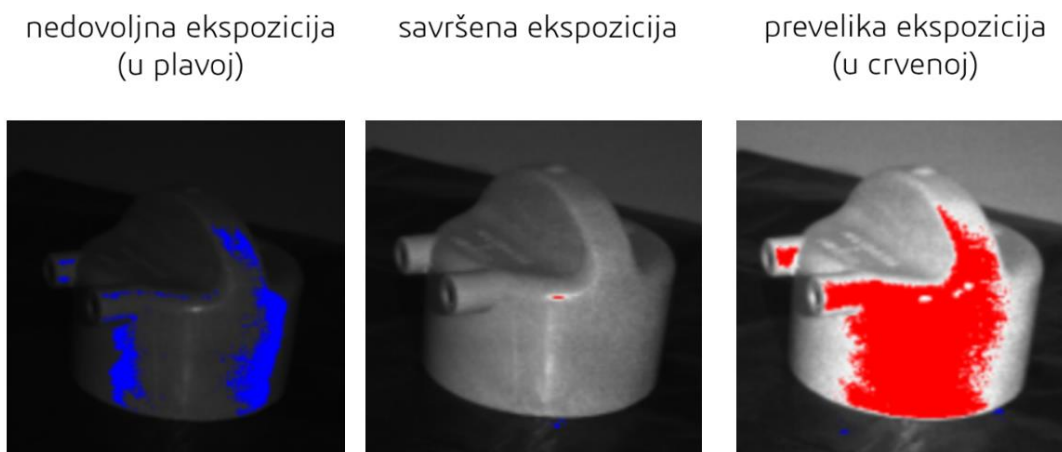 nedovoljna ekspozicija
(u plavoj)
savršena ekspozicija
prevelika ekspozicija
(u crvenoj)